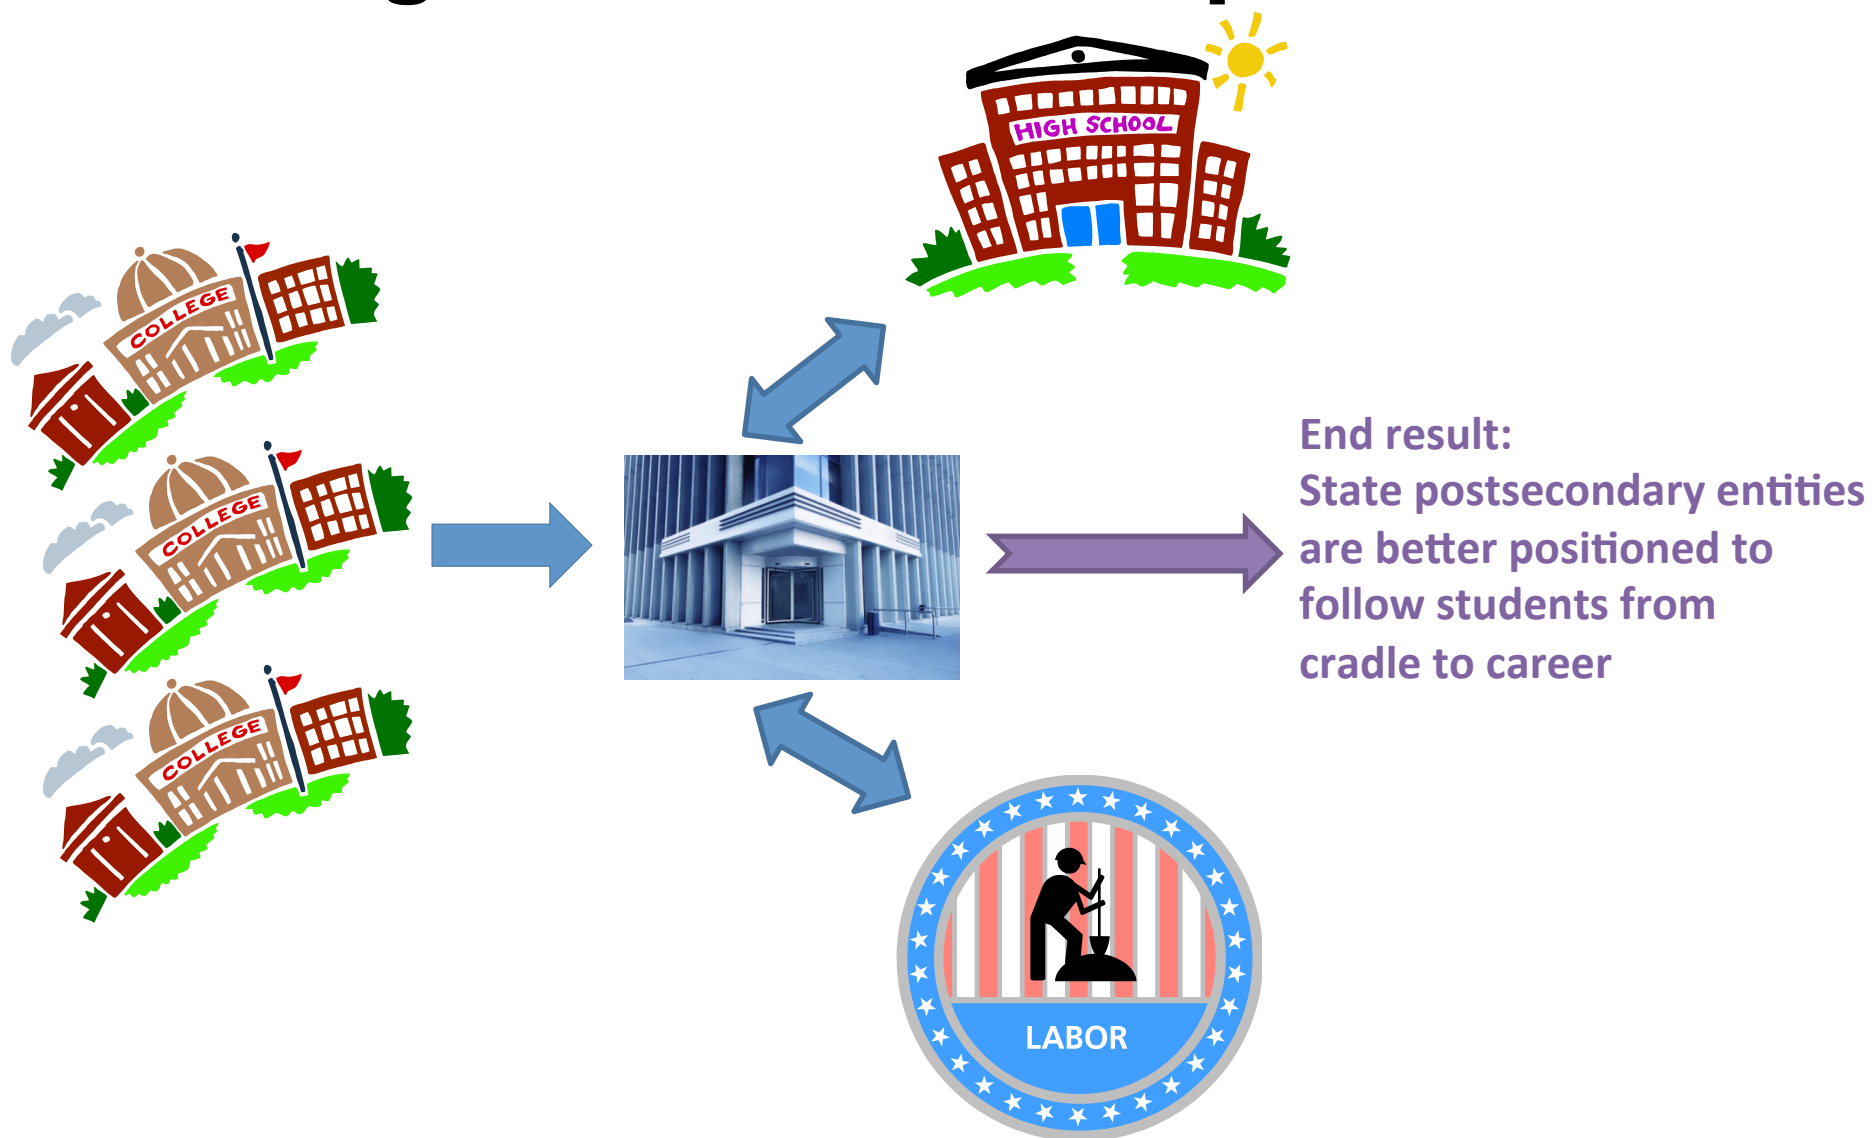 HIGH SCHOOL
COLLEGE
COLLEGE
COLLEGE
End result:
State postsecondary entities
are better positioned to
follow students from
cradle to career
LABOR